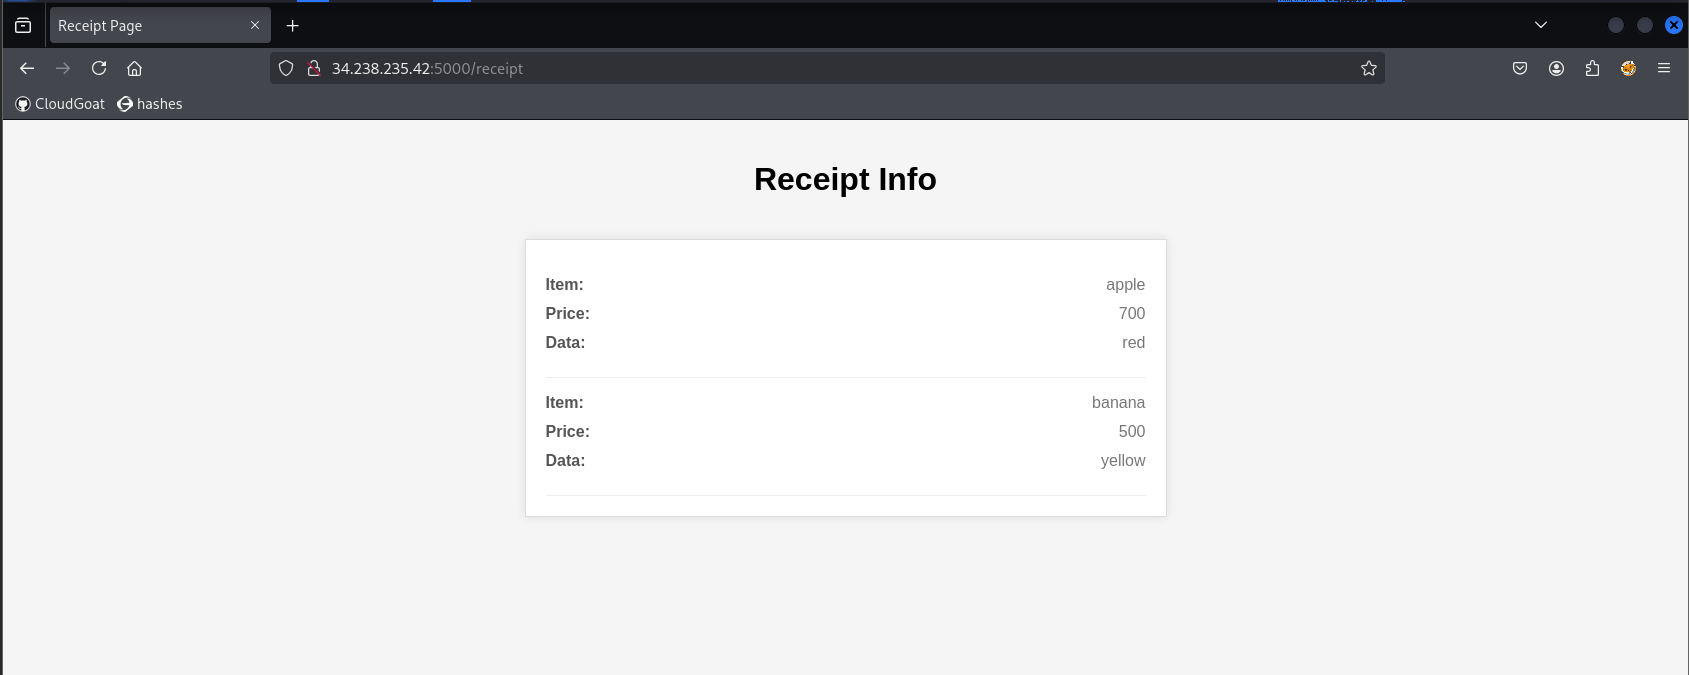 Receipt Page
34.238.235.42:5000/receipt
CloudGoat hashes
Receipt Info
Item: apple
Price: 700
Data: red
Item: banana
Price: 500
Data: yellow